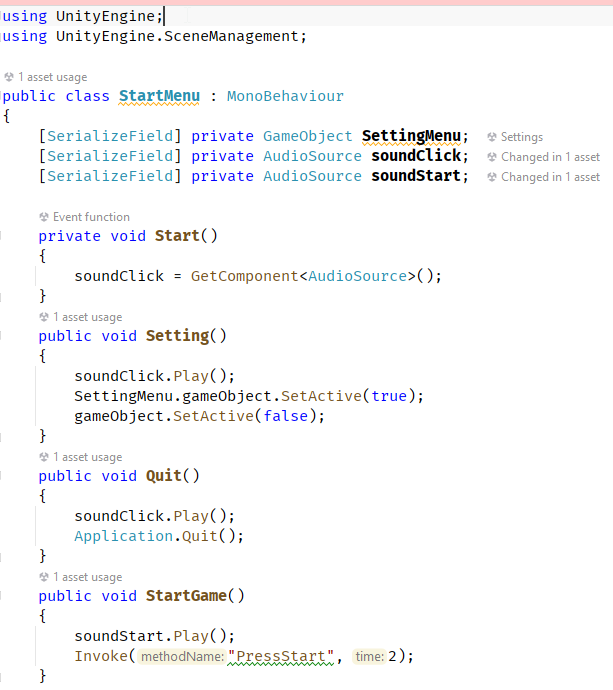 using UnityEngine;
using UnityEngine.SceneManagement;
1 asset usage
public class StartMenu : MonoBehaviour
{
[SerializeField] private GameObject SettingMenu; Settings
[SerializeField] private AudioSource soundClick; Changed in 1 asset
[SerializeField] private AudioSource soundStart; Changed in 1 asset
Event function
private void Start()
{
soundClick = GetComponent<AudioSource>();
}
1 asset usage
public void Setting()
{
soundClick.Play();
SettingMenu.gameObject.SetActive(true);
gameObject.SetActive(false);
}
1 asset usage
public void Quit()
{
soundClick.Play();
Application.Quit();
}
1 asset usage
public void StartGame()
{
soundStart.Play();
Invoke( methodName: "PressStart", time: 2);
}